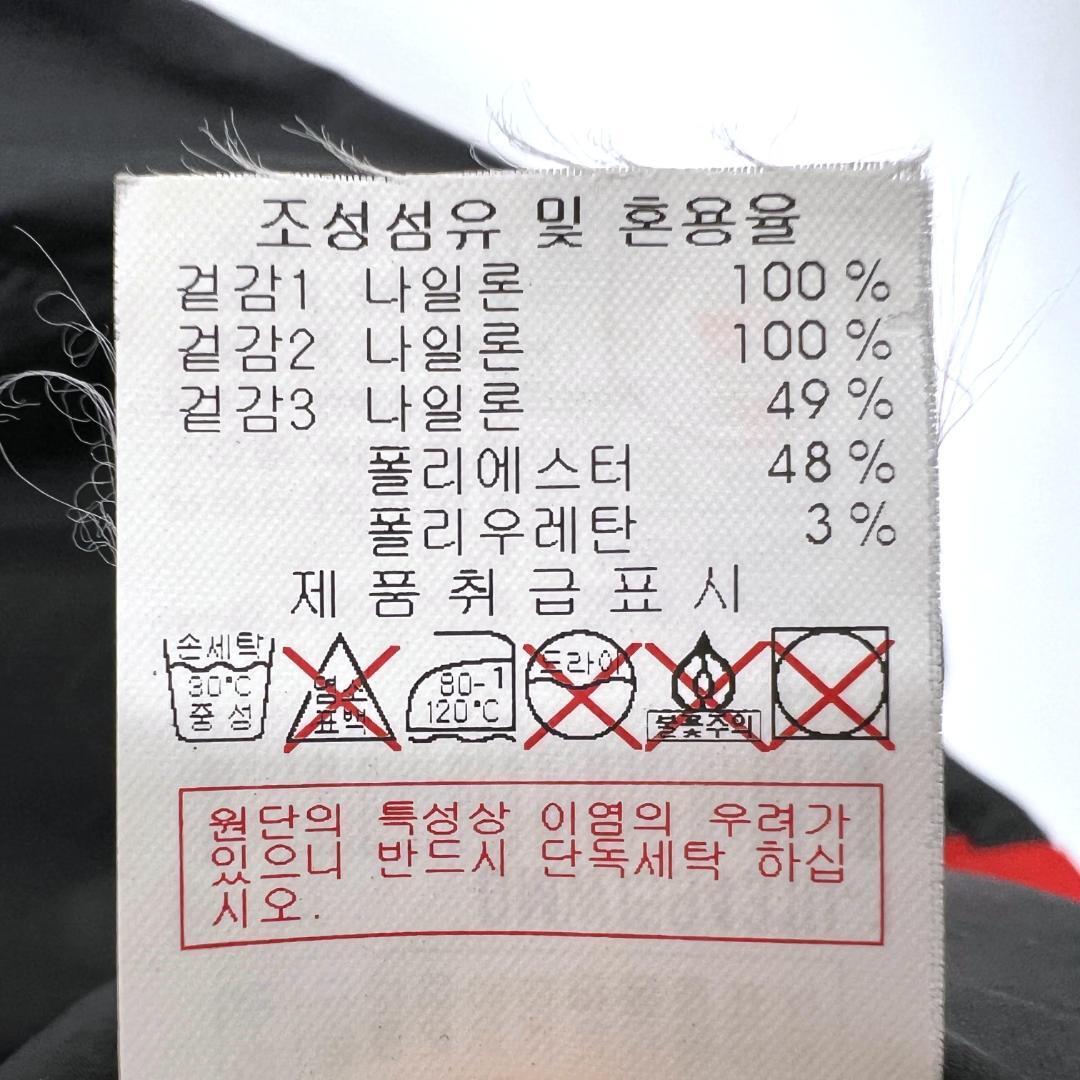 조성섬유 및 혼용율
겉감1 나일론 100%
겉감2 나일론 100%
겉감3 나일론 49%
폴리에스터 48%
폴리우레탄 3%
제품취급표시
손세탁
30℃
중성
염소
표백
80-1
120℃
드라이
불꽃주의
원단의 특성상 이열의 우려가
있으니 반드시 단독세탁 하십
시오.